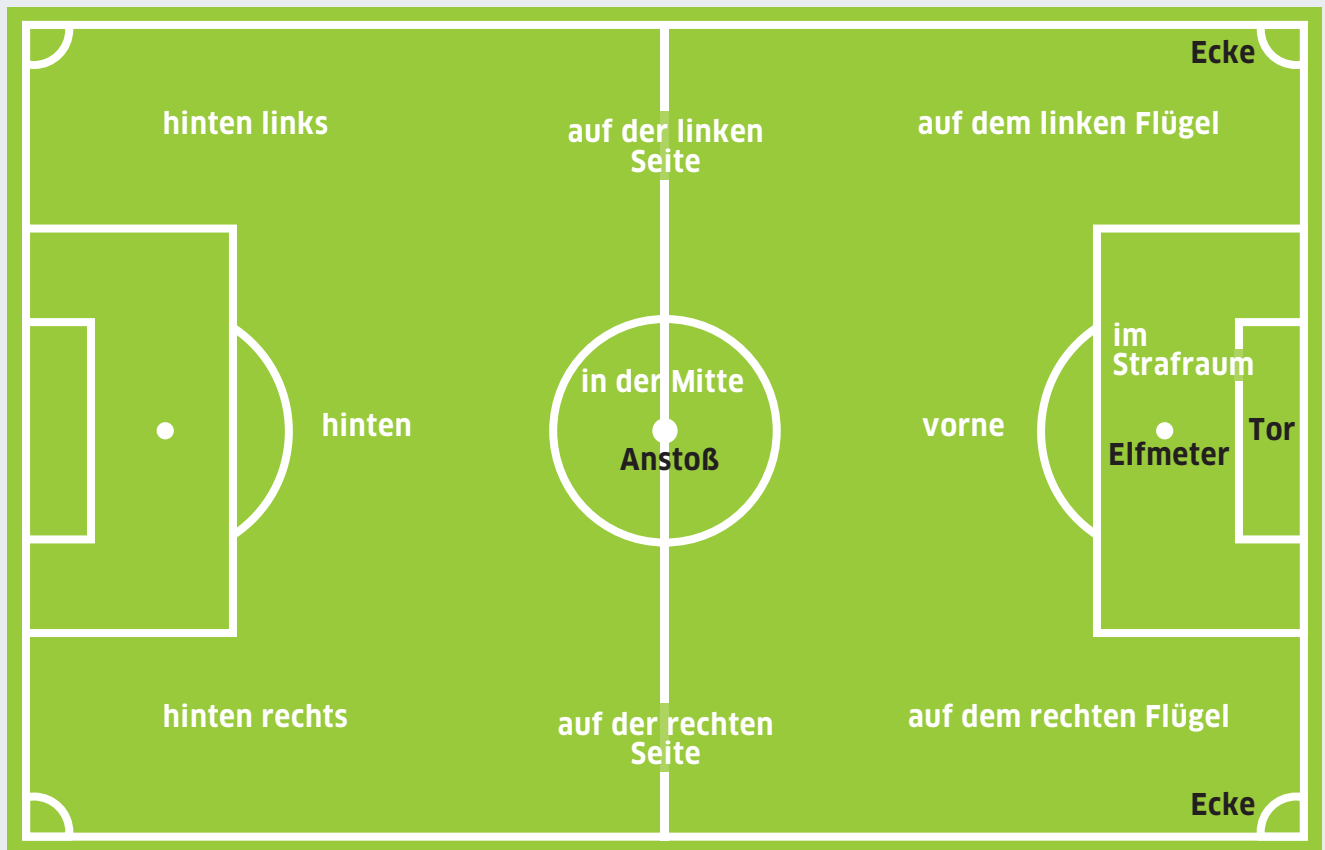 Ecke
hinten links
auf der linken
Seite
auf dem linken Flügel
im
Strafraum
in der Mitte
hinten
vorne
Tor
Anstoß
Elfmeter
hinten rechts
auf der rechten
Seite
auf dem rechten Flügel
Ecke